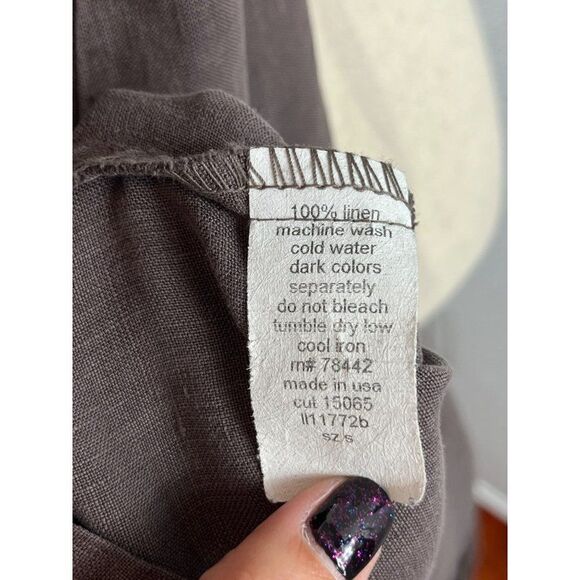 100% linen
machine wash
cold water
dark colors
separately
do not bleach
tumble dry low
cool iron
rn# 78442
made in usa
cut 15065
ll11772b
sz s